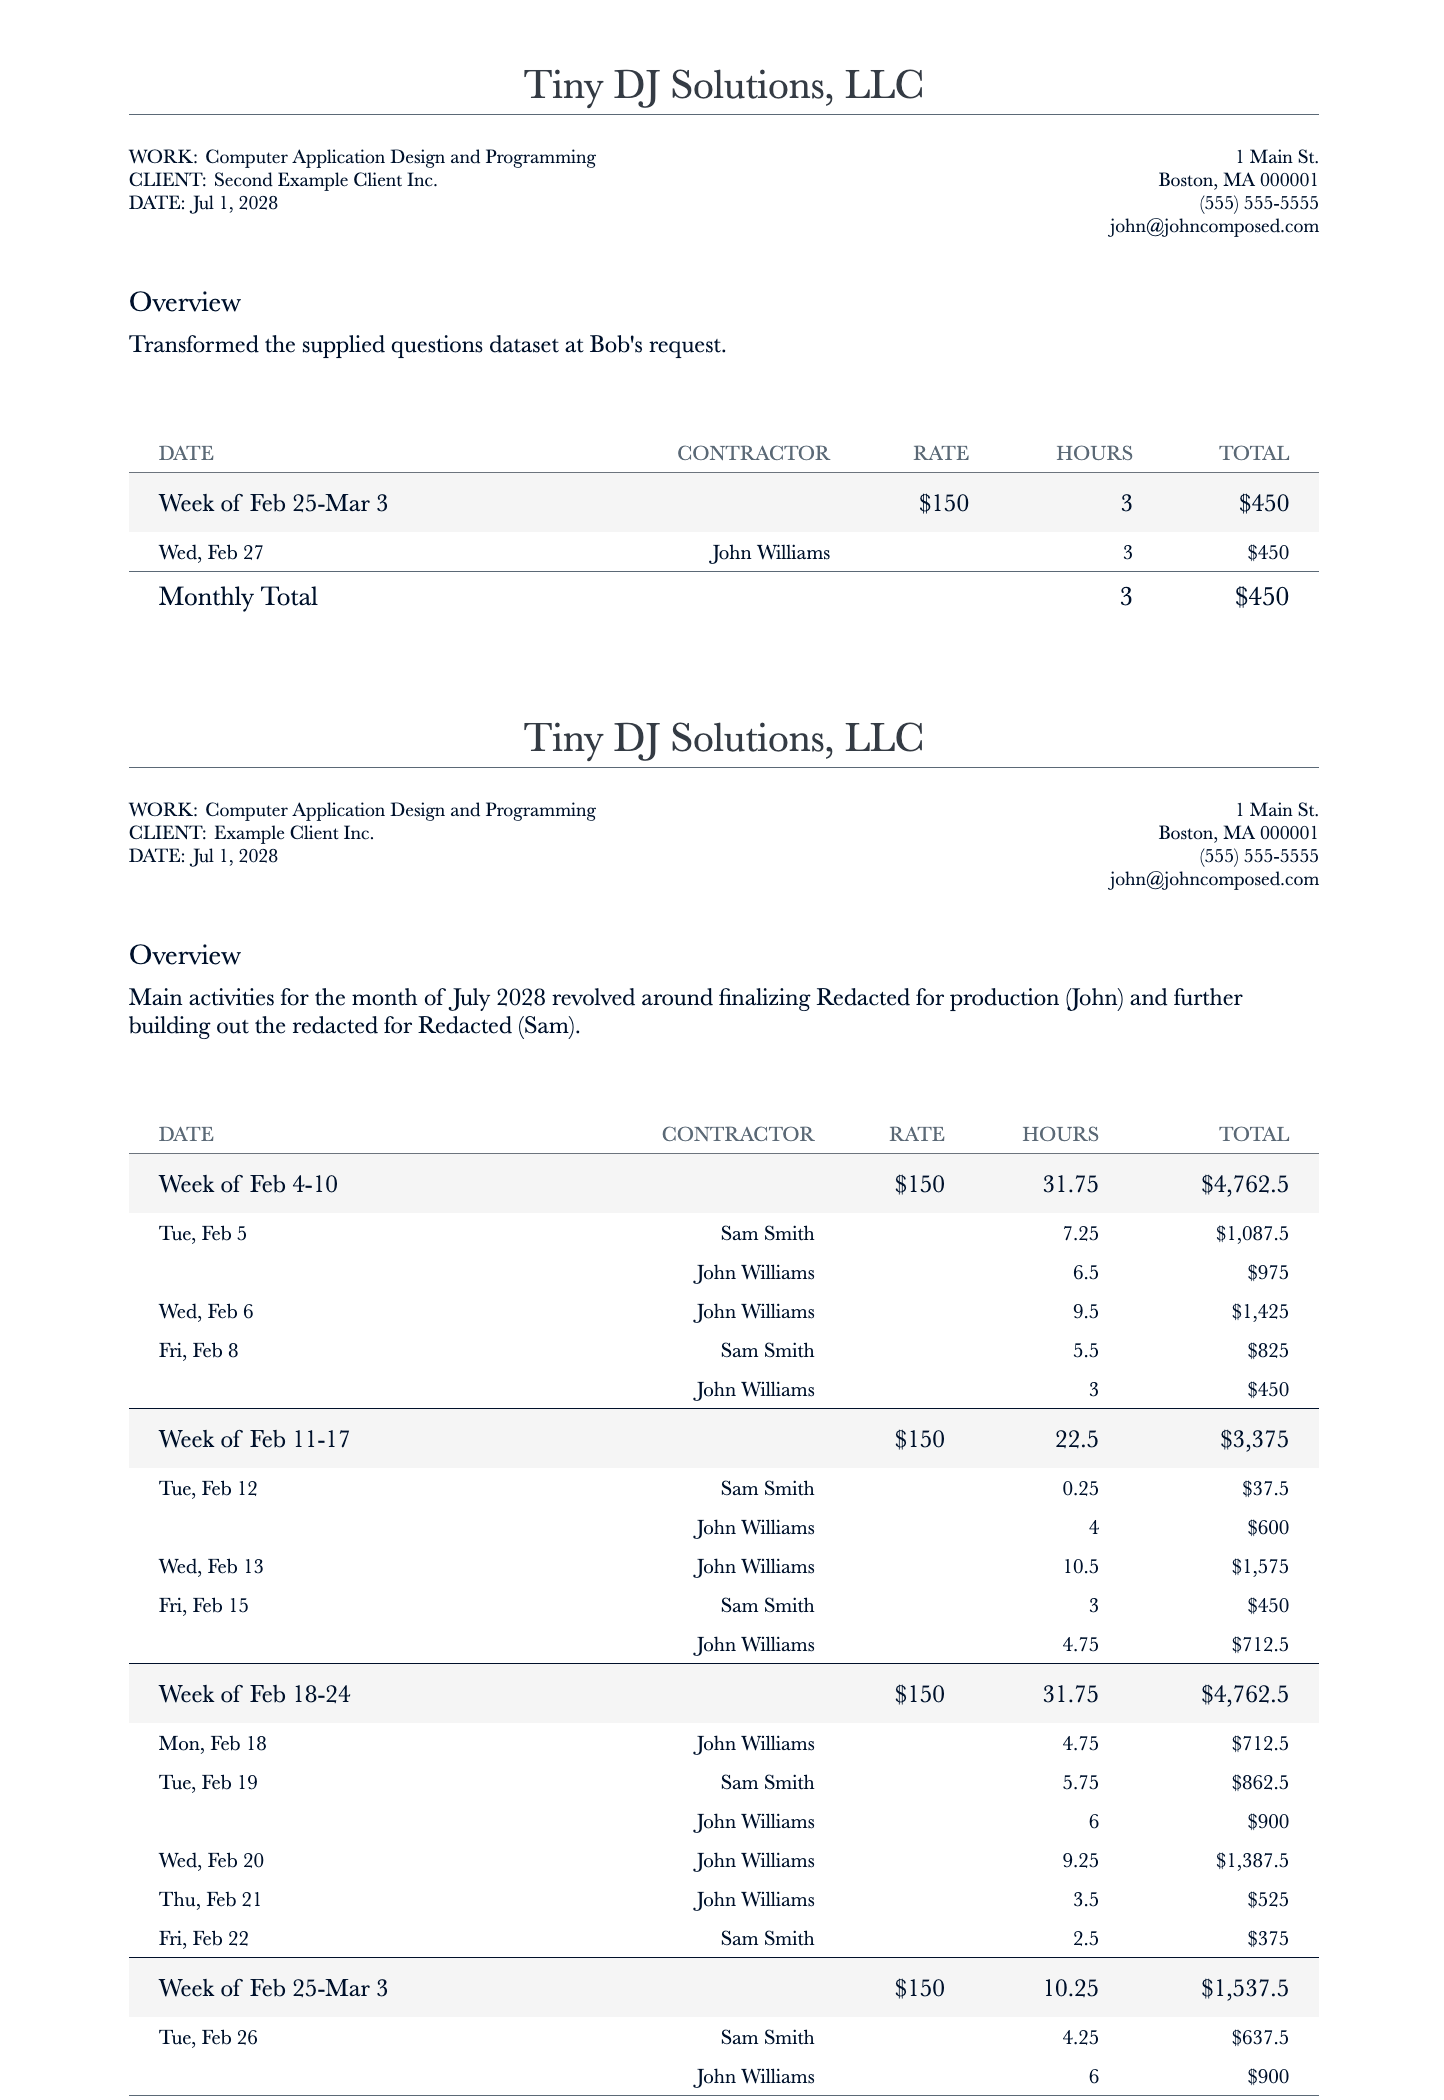 Tiny DJ Solutions, LLC
WORK: Computer Application Design and Programming
CLIENT: Second Example Client Inc.
DATE: Jul 1, 2028
1 Main St.
Boston, MA 000001
(555) 555-5555
john@johncomposed.com
Overview
Transformed the supplied questions dataset at Bob's request.
DATE CONTRACTOR RATE HOURS TOTAL
Week of Feb 25-Mar 3 $150 3 $450
Wed, Feb 27 John Williams 3 $450
Monthly Total 3 $450
Tiny DJ Solutions, LLC
WORK: Computer Application Design and Programming
CLIENT: Example Client Inc.
DATE: Jul 1, 2028
1 Main St.
Boston, MA 000001
(555) 555-5555
john@johncomposed.com
Overview
Main activities for the month of July 2028 revolved around finalizing Redacted for production (John) and further
building out the redacted for Redacted (Sam).
DATE CONTRACTOR RATE HOURS TOTAL
Week of Feb 4-10 $150 31.75 $4,762.5
Tue, Feb 5 Sam Smith 7.25 $1,087.5
John Williams 6.5 $975
Wed, Feb 6 John Williams 9.5 $1,425
Fri, Feb 8 Sam Smith 5.5 $825
John Williams 3 $450
Week of Feb 11-17 $150 22.5 $3,375
Tue, Feb 12 Sam Smith 0.25 $37.5
John Williams 4 $600
Wed, Feb 13 John Williams 10.5 $1,575
Fri, Feb 15 Sam Smith 3 $450
John Williams 4.75 $712.5
Week of Feb 18-24 $150 31.75 $4,762.5
Mon, Feb 18 John Williams 4.75 $712.5
Tue, Feb 19 Sam Smith 5.75 $862.5
John Williams 6 $900
Wed, Feb 20 John Williams 9.25 $1,387.5
Thu, Feb 21 John Williams 3.5 $525
Fri, Feb 22 Sam Smith 2.5 $375
Week of Feb 25-Mar 3 $150 10.25 $1,537.5
Tue, Feb 26 Sam Smith 4.25 $637.5
John Williams 6 $900